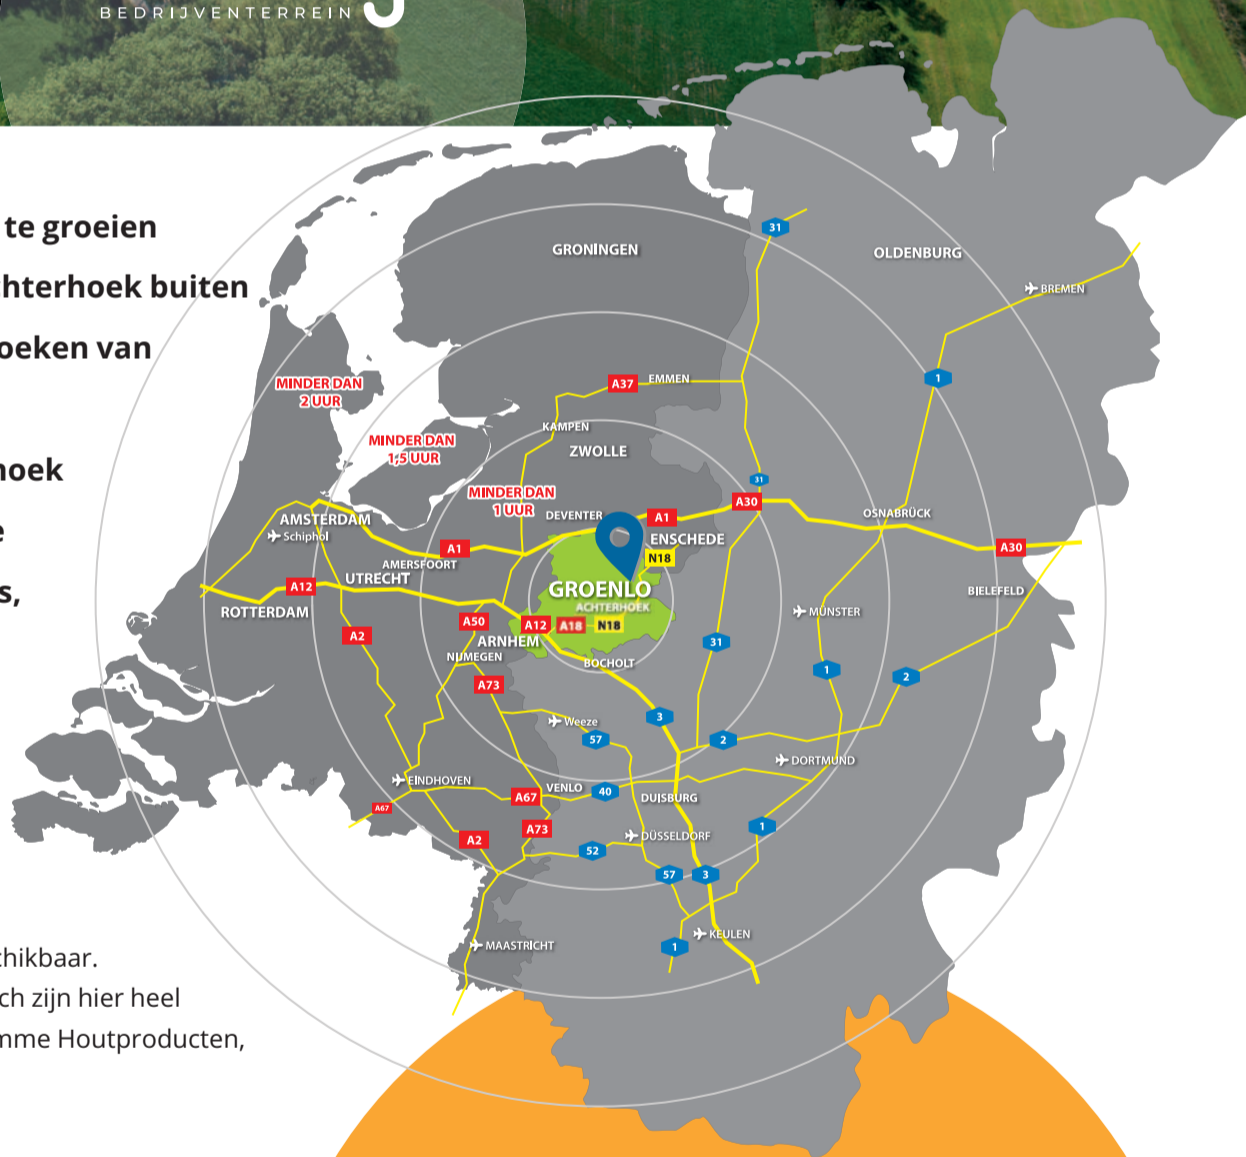 BEDRIJVENTERREIN
te groeien
chterhoek buiten
oeken van
hoek
e
s,
chikbaar.
ch zijn hier heel
mme Houtproducten,
31
GRONINGEN
OLDENBURG
BREMEN
MINDER DAN
2 UUR
A37
EMMEN
1
KAMPEN
MINDER DAN
1,5 UUR
ZWOLLE
31
MINDER DAN
1 UUR
A30
DEVENTER
A1
OSNABRÜCK
AMSTERDAM
Schiphol
ENSCHEDE
A1
N18
A30
AMERSFOORT
UTRECHT
A12
GROENLO
BIELEFELD
ACHTERHOEK
ROTTERDAM
MÜNSTER
A50
A12
A18
N18
A2
ARNHEM
31
NIJMEGEN
BOCHOLT
1
2
A73
3
Weeze
57
2
DORTMUND
EINDHOVEN
VENLO
40
A67
DUISBURG
A67
A73
1
A2
DÜSSELDORF
52
57
3
KEULEN
MAASTRICHT
1